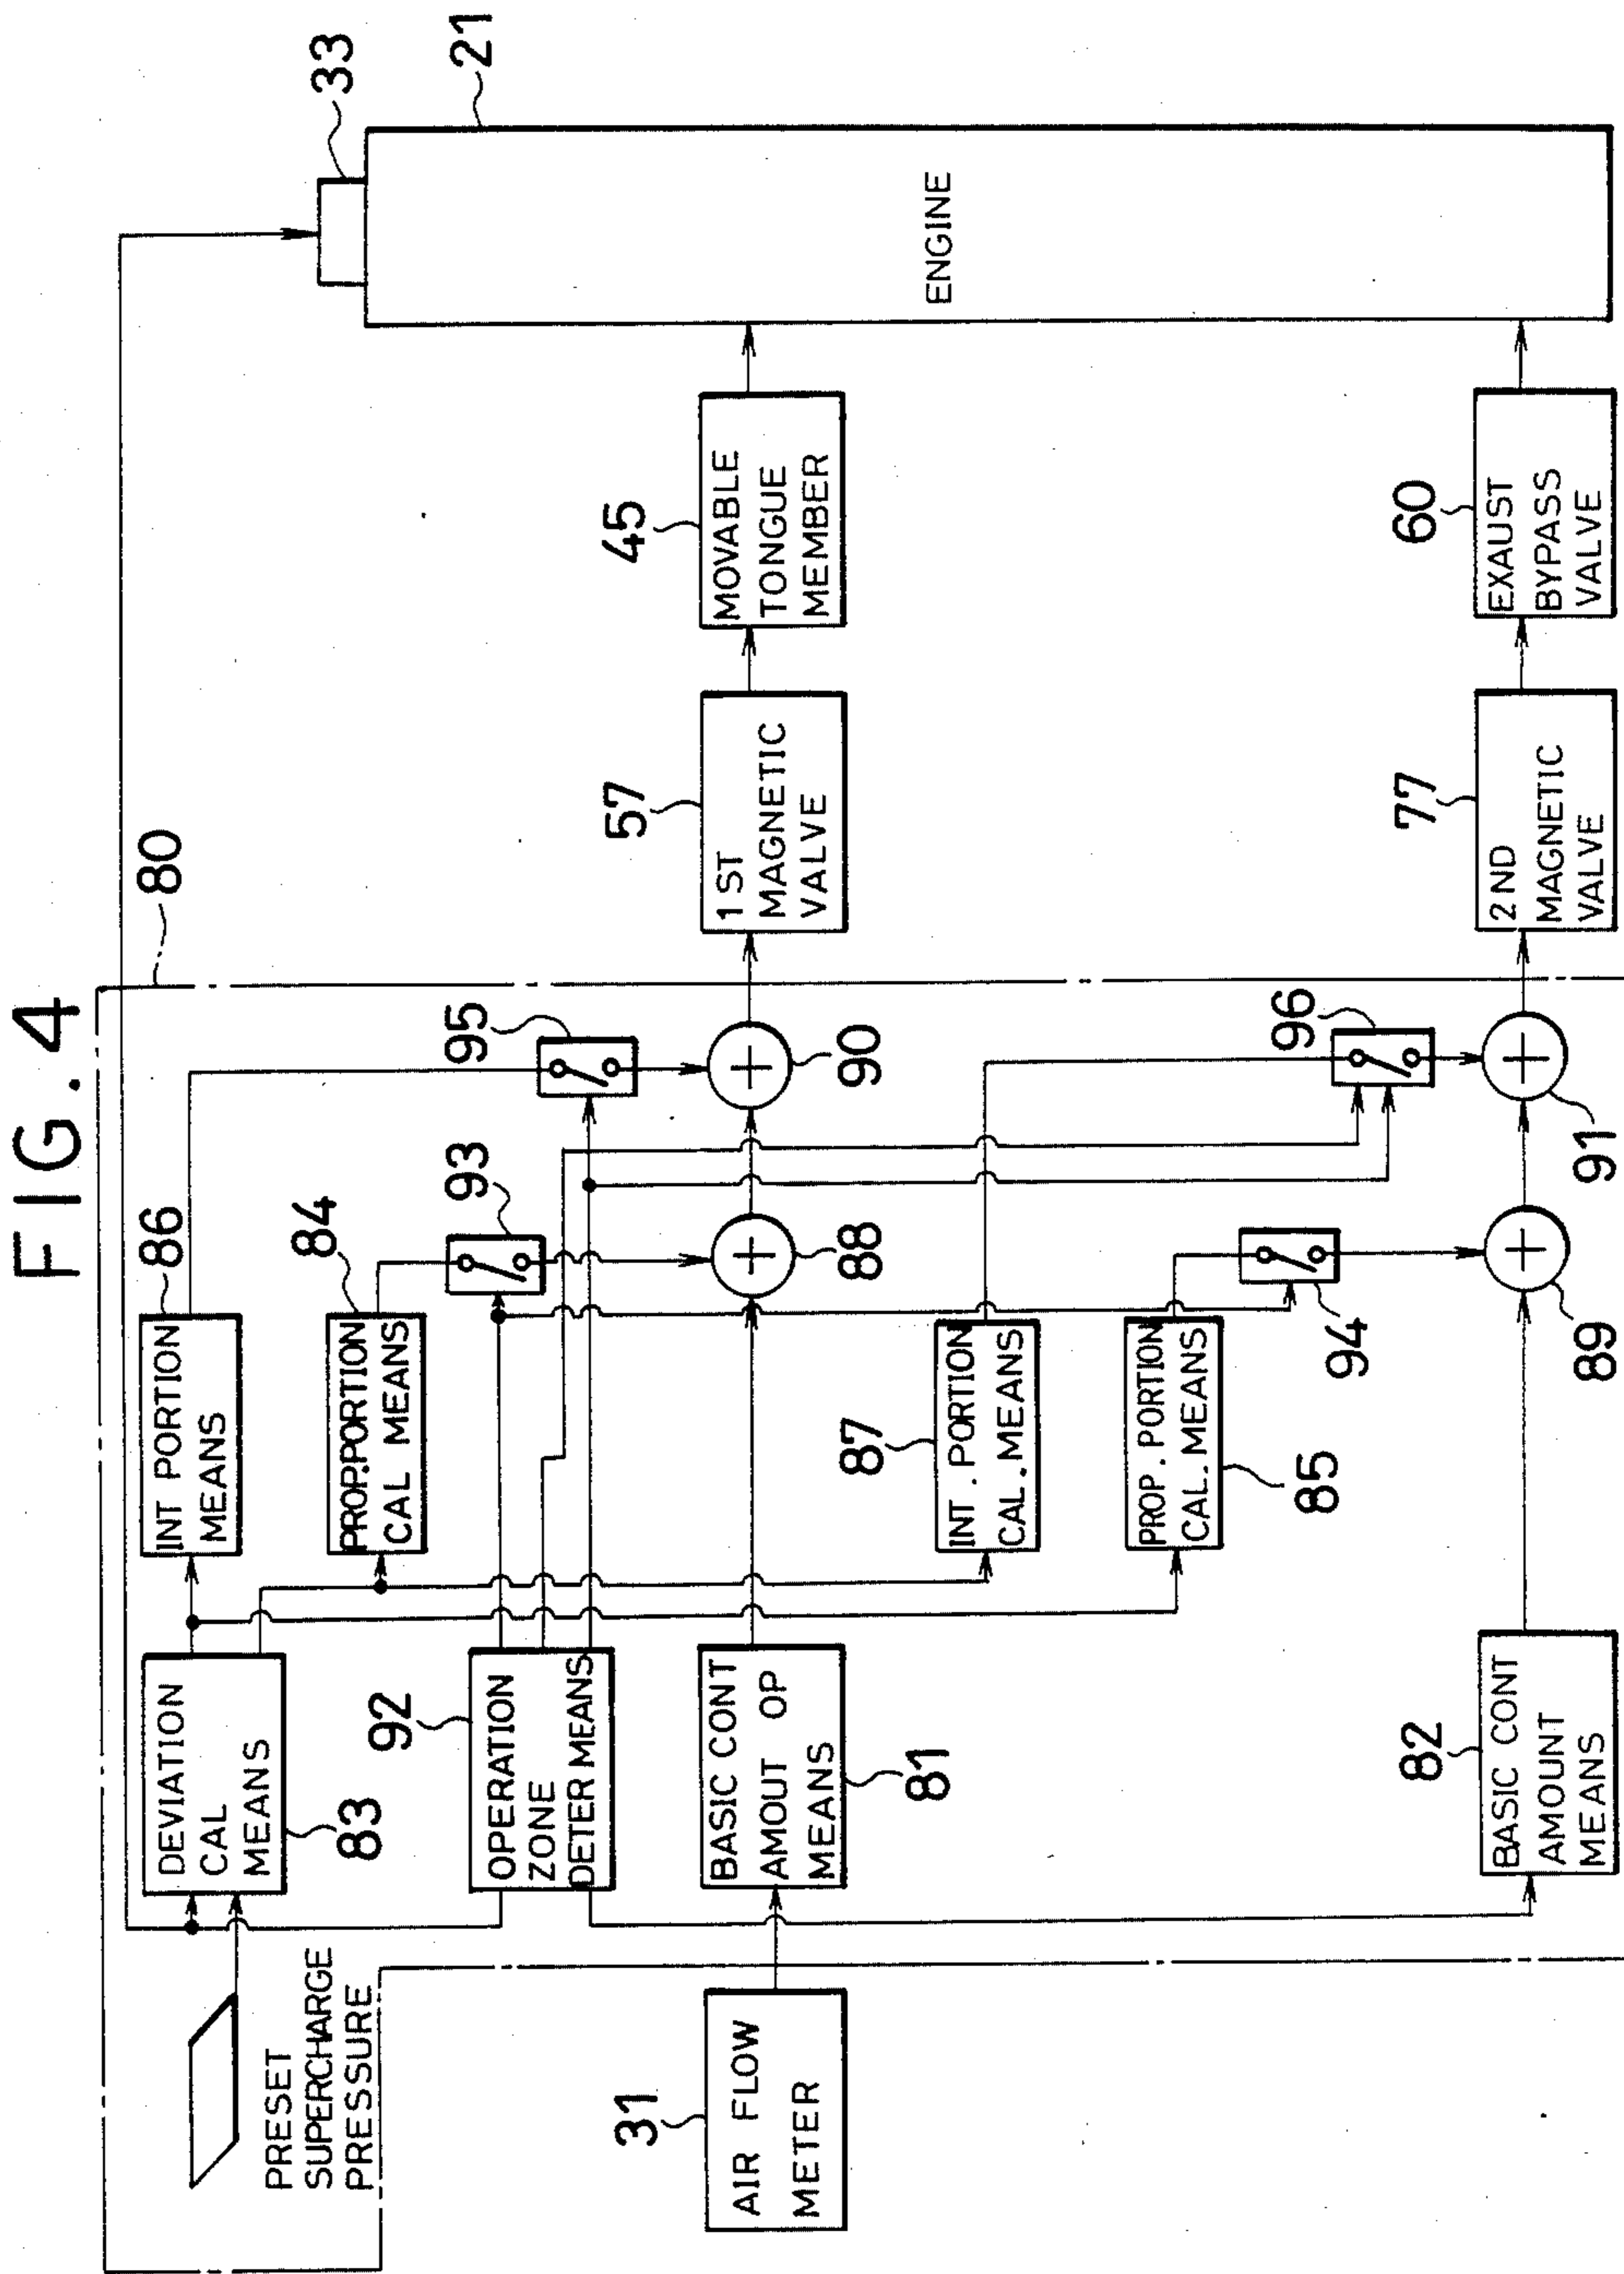 FIG. 4
80
33
21
PRESET
SUPERCHARGE
PRESSURE
DEVIATION
CAL
MEANS
83
INT PORTION
MEANS
86
PROP.PORTION
CAL MEANS
84
93
95
OPERATION
ZONE
DETER MEANS
92
AIR FLOW
METER
31
BASIC CONT
AMOUT OP
MEANS
81
88
90
1ST
MAGNETIC
VALVE
57
MOVABLE
TONGUE
MEMBER
45
ENGINE
INT. PORTION
CAL. MEANS
87
PROP. PORTION
CAL. MEANS
85
94
96
BASIC CONT
AMOUNT
MEANS
82
89
91
2ND
MAGNETIC
VALVE
77
EXAUST
BYPASS
VALVE
60